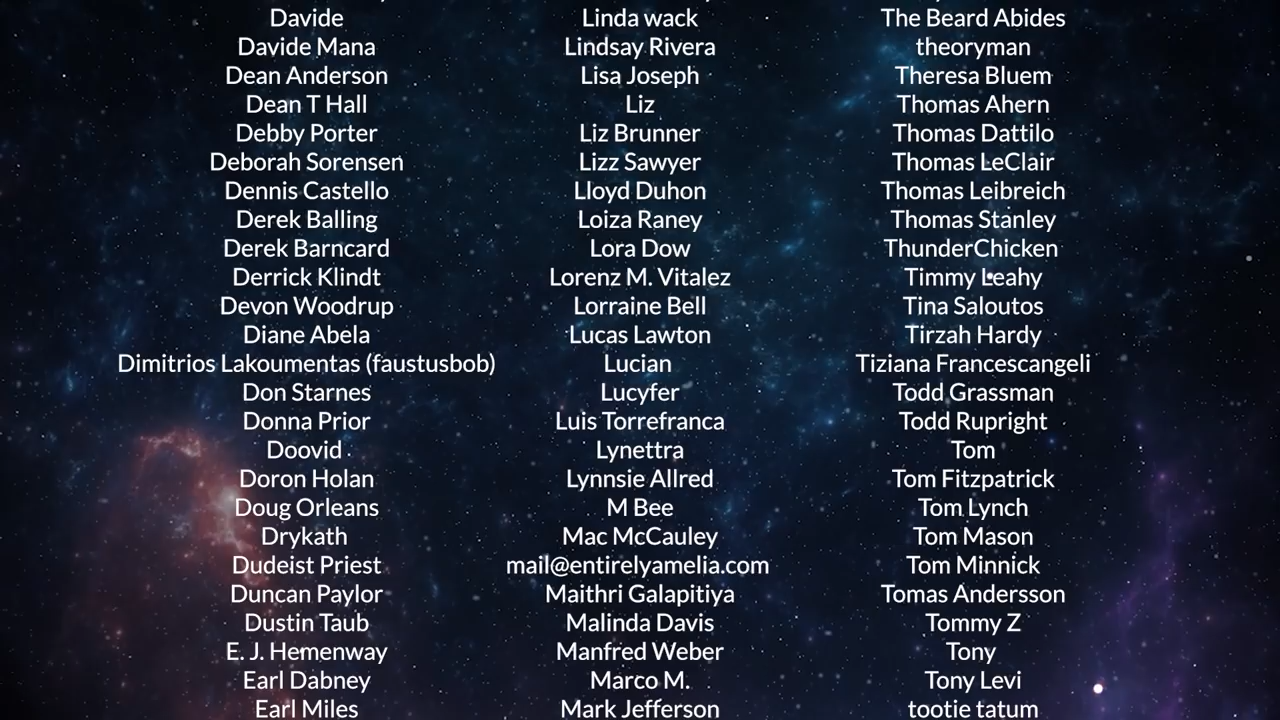 Davide
Davide Mana
Dean Anderson
Dean T Hall
Debby Porter
Deborah Sorensen
Dennis Castello
Derek Balling
Derek Barncard
Derrick Klindt
Devon Woodrup
Diane Abela
Dimitrios Lakoumentas (faustusbob)
Don Starnes
Donna Prior
Doovid
Doron Holan
Doug Orleans
Drykath
Dudeist Priest
Duncan Paylor
Dustin Taub
E. J. Hemenway
Earl Dabney
Earl Miles
Linda wack
Lindsay Rivera
Lisa Joseph
Liz
Liz Brunner
Lizz Sawyer
Lloyd Duhon
Loiza Raney
Lora Dow
Lorenz M. Vitalez
Lorraine Bell
Lucas Lawton
Lucian
Lucyfer
Luis Torrefranca
Lynettra
Lynnsie Allred
M Bee
Mac McCauley
mail@entirelyamelia.com
Maithri Galapitiya
Malinda Davis
Manfred Weber
Marco M.
Mark Jefferson
The Beard Abides
theoryman
Theresa Bluem
Thomas Ahern
Thomas Dattilo
Thomas LeClair
Thomas Leibreich
Thomas Stanley
ThunderChicken
Timmy Leahy
Tina Saloutos
Tirzah Hardy
Tiziana Francescangeli
Todd Grassman
Todd Rupright
Tom
Tom Fitzpatrick
Tom Lynch
Tom Mason
Tom Minnick
Tomas Andersson
Tommy Z
Tony
Tony Levi
tootie tatum